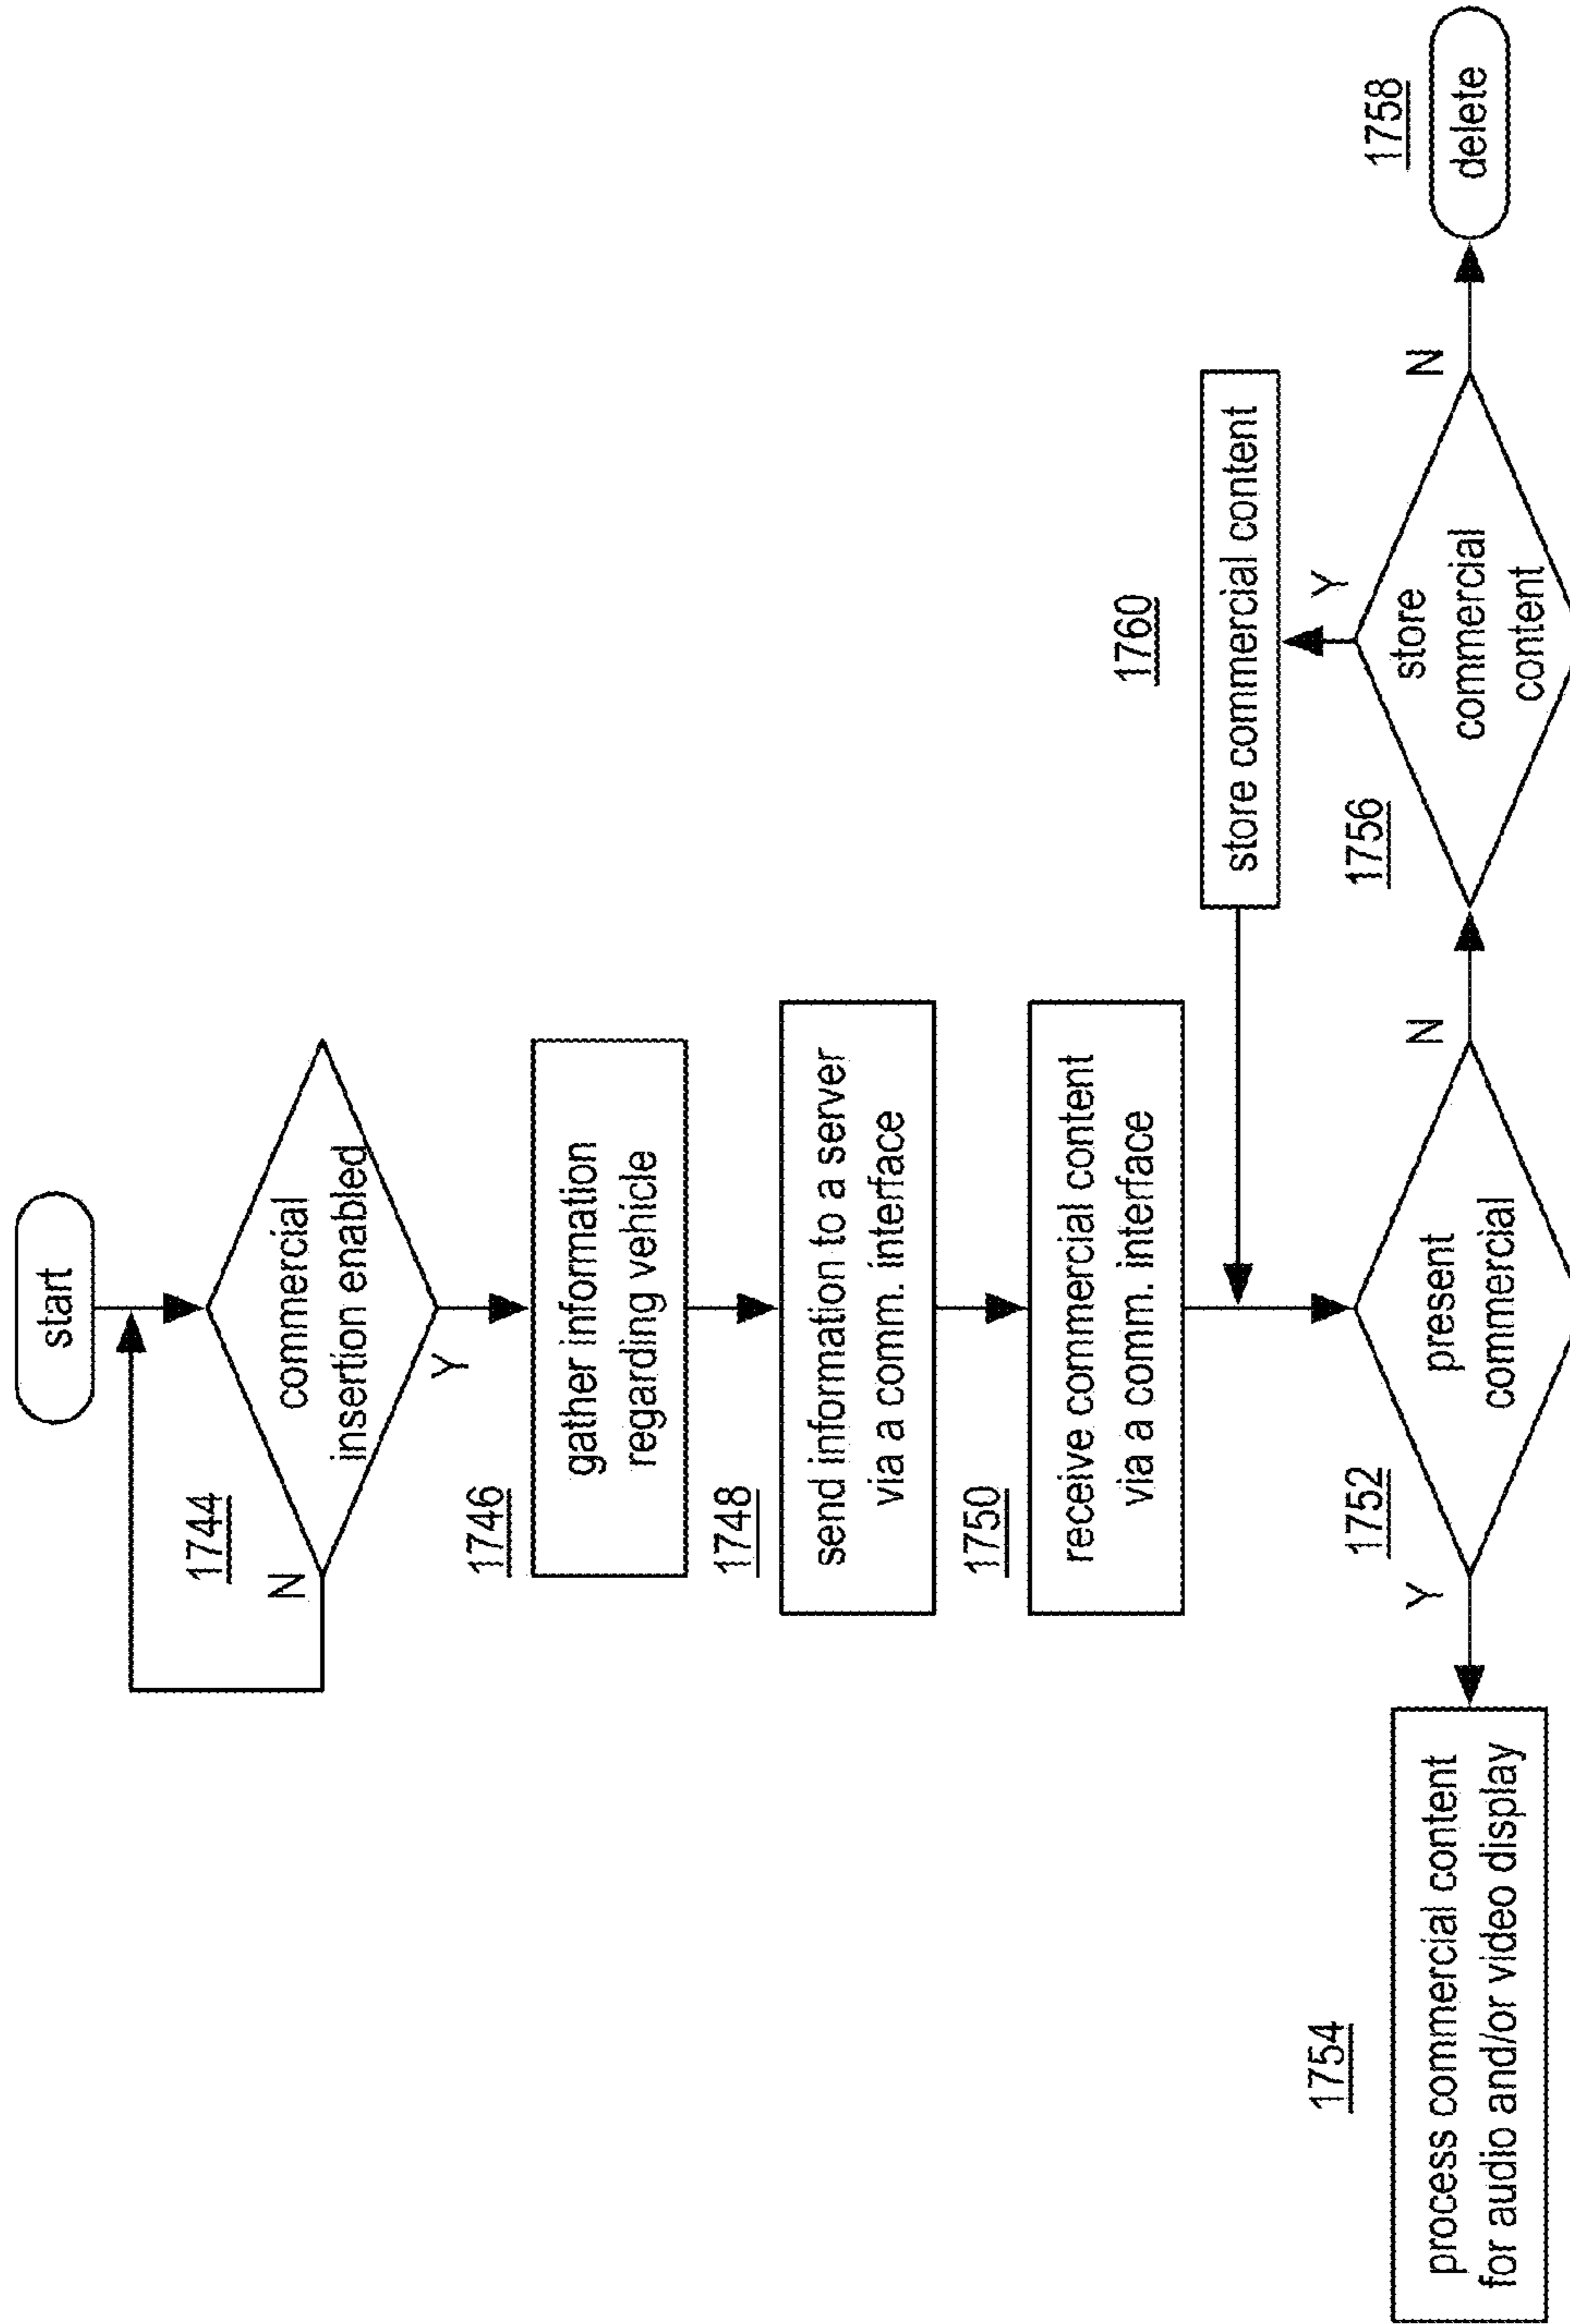 start
1744
commercial
insertion enabled
N
Y
1746
gather information
regarding vehicle
1748
send information to a server
via a comm. interface
1750
receive commercial content
via a comm. interface
1760
store commercial content
1752
present
commercial
Y
N
1754
process commercial content
for audio and/or video display
1756
store
commercial
content
Y
N
1758
delete